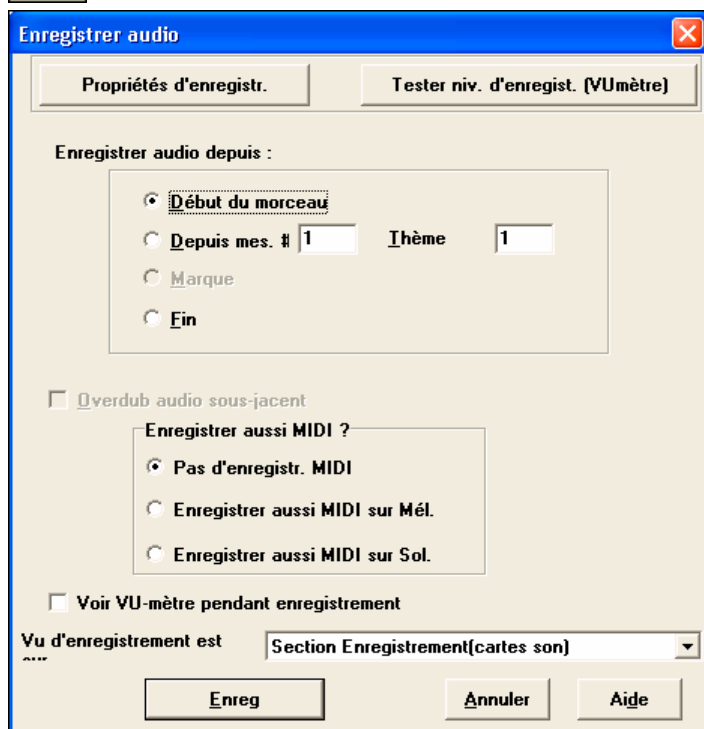 Enregistrer audio
Propriétés d'enregistr. Tester niv. d'enregist. (VUmètre)
Enregistrer audio depuis :
Début du morceau
Depuis mes. # 1 Thème 1
Marque
Fin
Overdub audio sous-jacent
Enregistrer aussi MIDI ?
Pas d'enregistr. MIDI
Enregistrer aussi MIDI sur Mél.
Enregistrer aussi MIDI sur Sol.
Voir VU-mètre pendant enregistrement
Vu d'enregistrement est Section Enregistrement(cartes son)
Enreg Annuler Aide